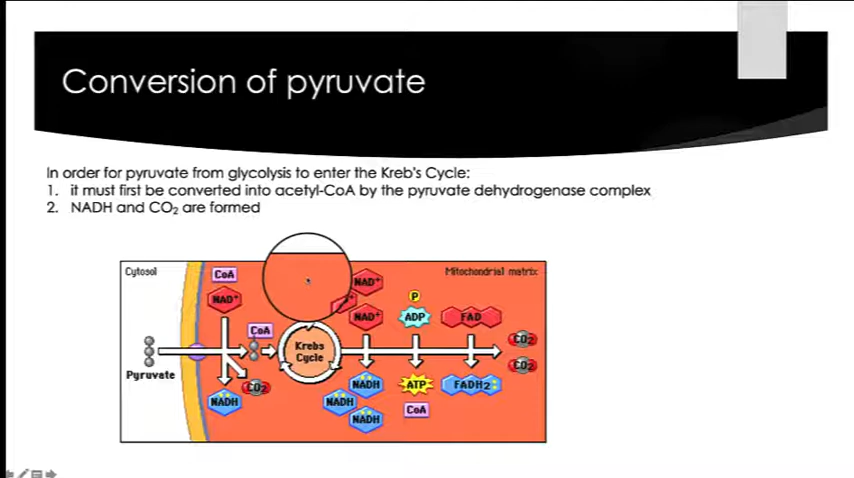 Conversion of pyruvate
In order for pyruvate from glycolysis to enter the Kreb's Cycle:
1. it must first be converted into acetyl-CoA by the pyruvate dehydrogenase complex
2. NADH and CO₂ are formed
Cytosol
CoA
Mitochondrial matrix
NAD⁺
NAD⁺
P
NAD⁺
ADP
FAD
CoA
CO2
Krebs
Cycle
CO2
Pyruvate
CO2
NADH
ATP
FADH2
NADH
NADH
CoA
NADH